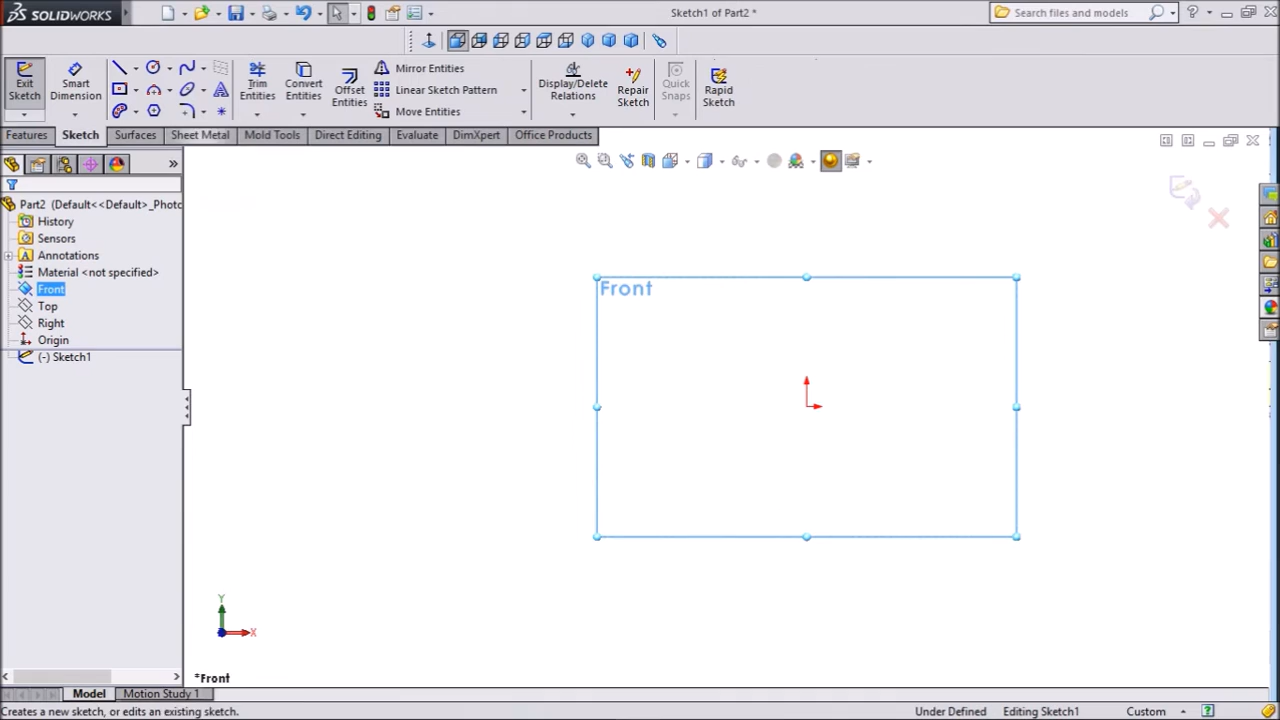 SOLIDWORKS
Sketch1 of Part2 *
Search files and models
Exit Sketch
Smart Dimension
Trim Entities
Convert Entities
Offset Entities
Mirror Entities
Linear Sketch Pattern
Move Entities
Display/Delete Relations
Repair Sketch
Quick Snaps
Rapid Sketch
Features Sketch Surfaces Sheet Metal Mold Tools Direct Editing Evaluate DimXpert Office Products
Part2 (Default<<Default>_Photo
History
Sensors
Annotations
Material <not specified>
Front
Top
Right
Origin
(-) Sketch1
Front
Y
X
*Front
Model Motion Study 1
Creates a new sketch, or edits an existing sketch. Under Defined Editing Sketch1 Custom